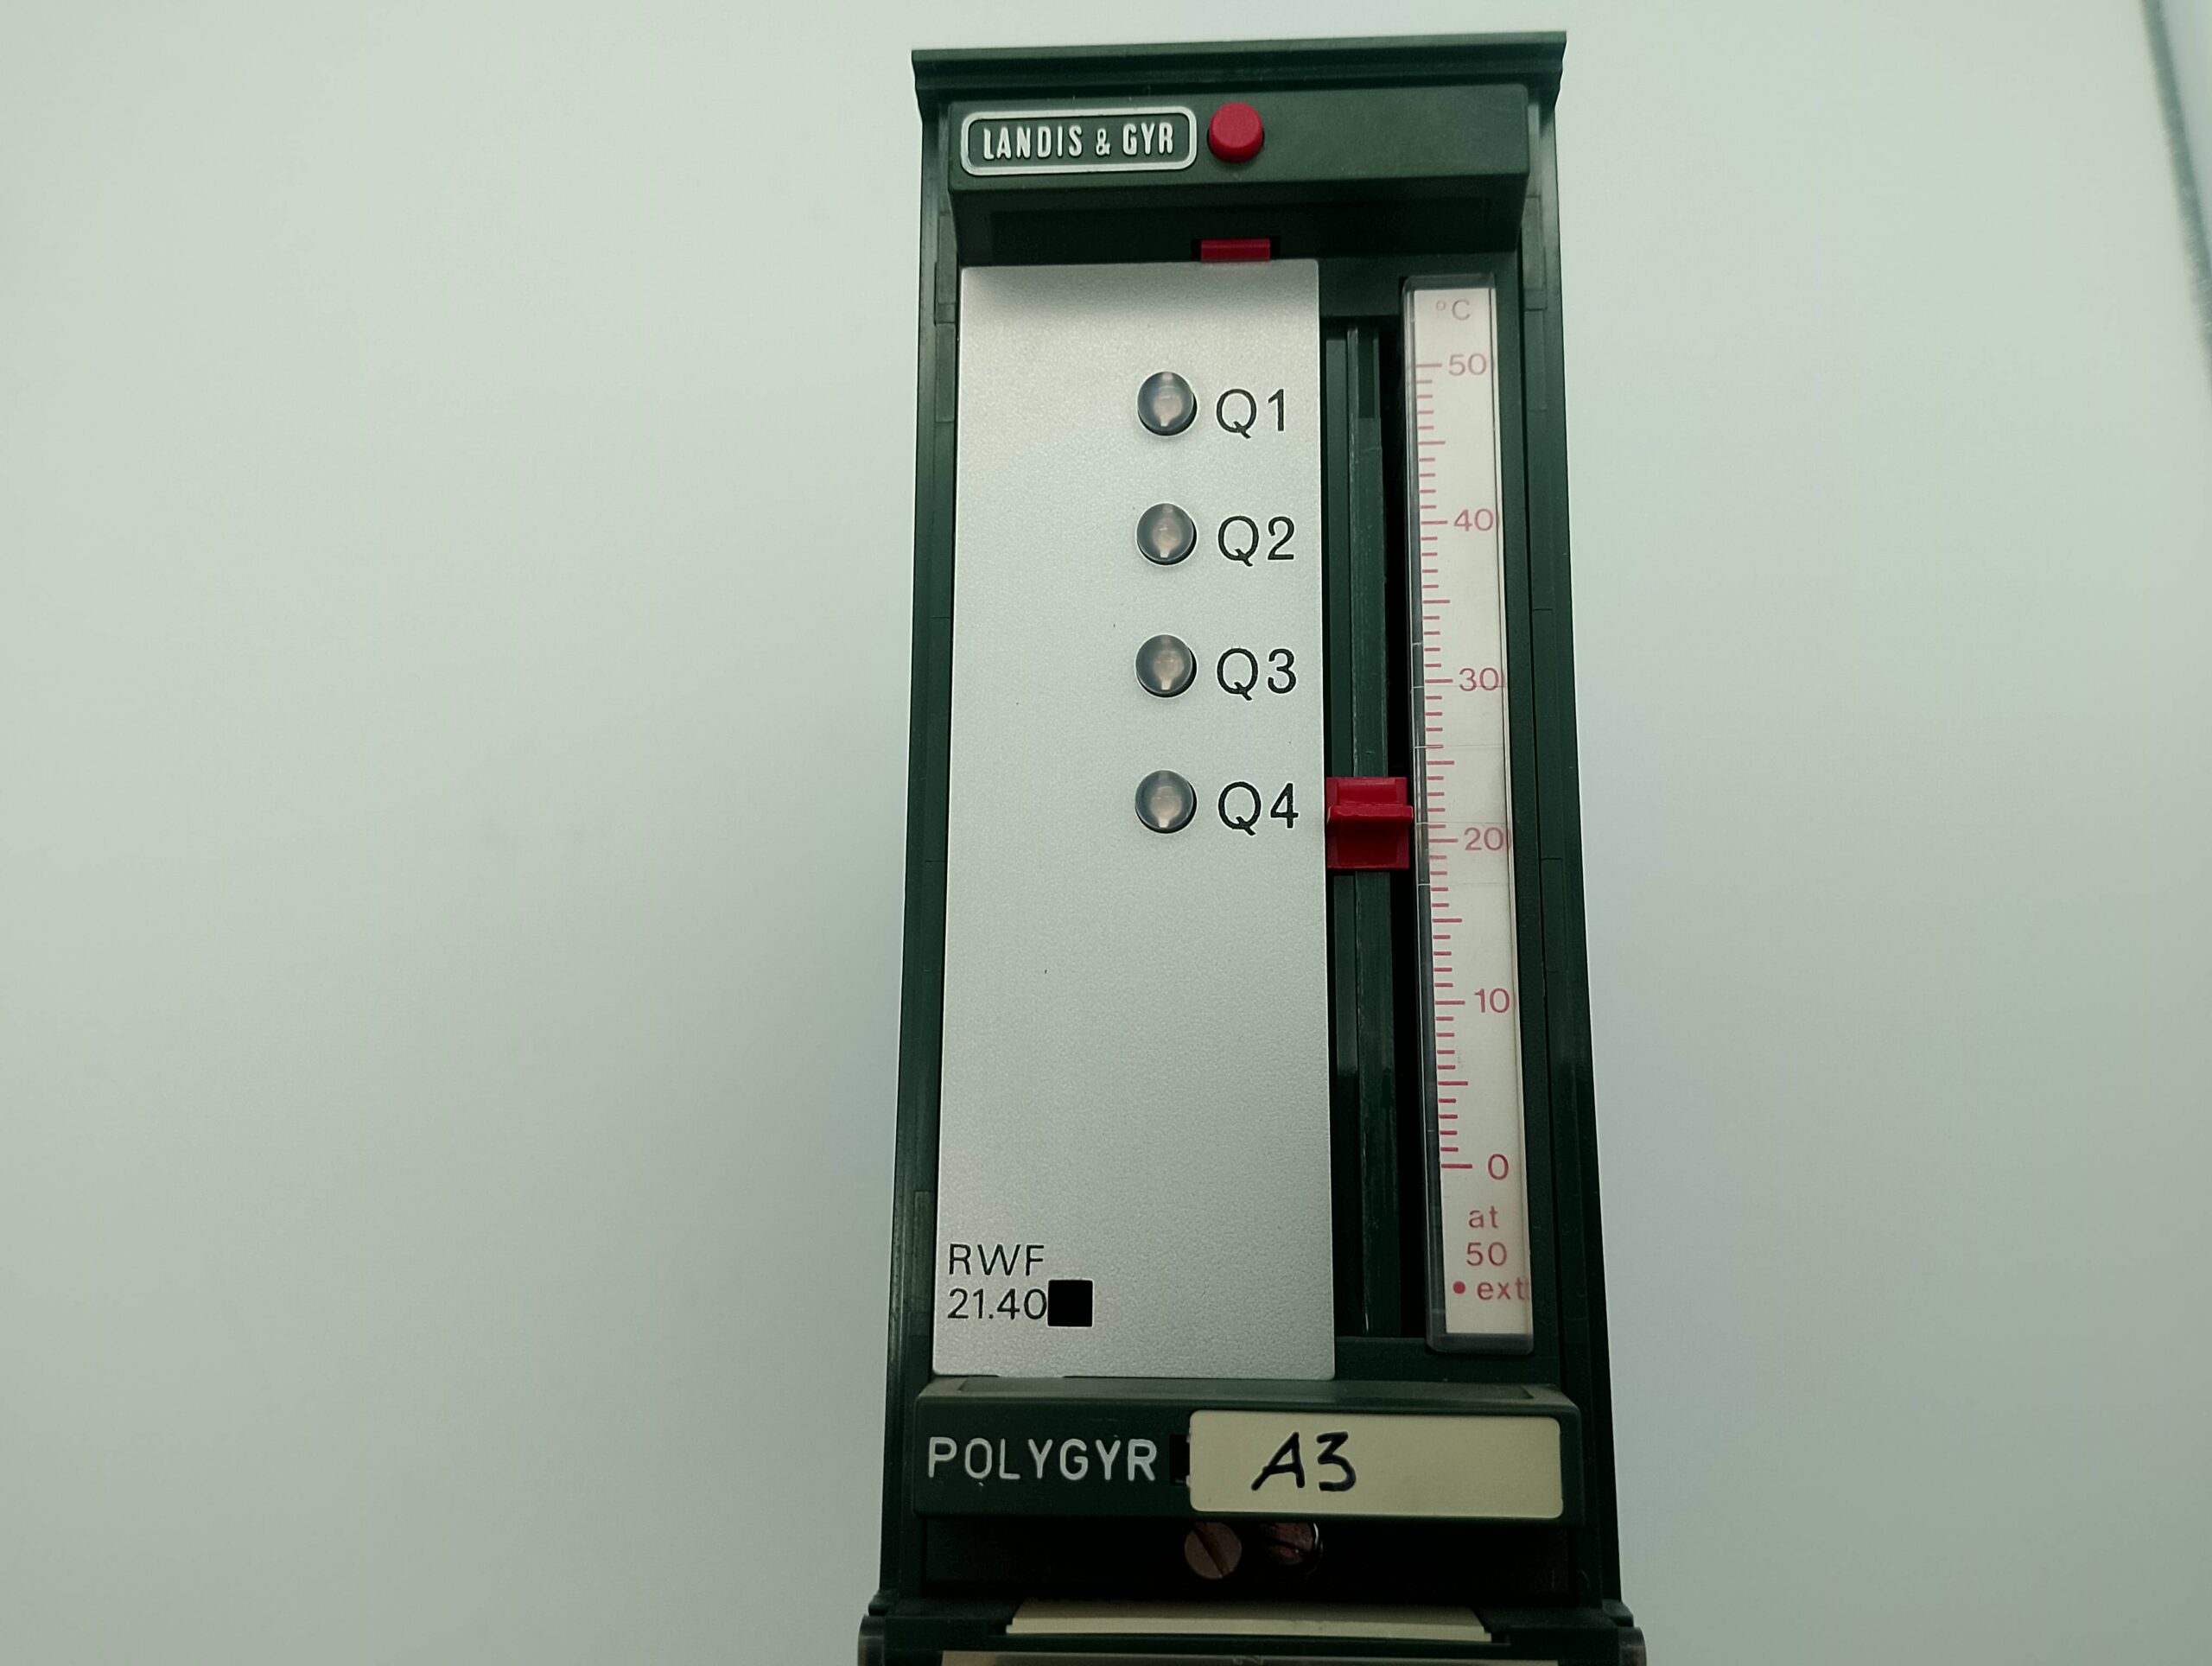 LANDIS & GYR
Q1
Q2
Q3
Q4
RWF
21.40
°C
50
40
30
20
10
0
at
50
• ext
POLYGYR
A3